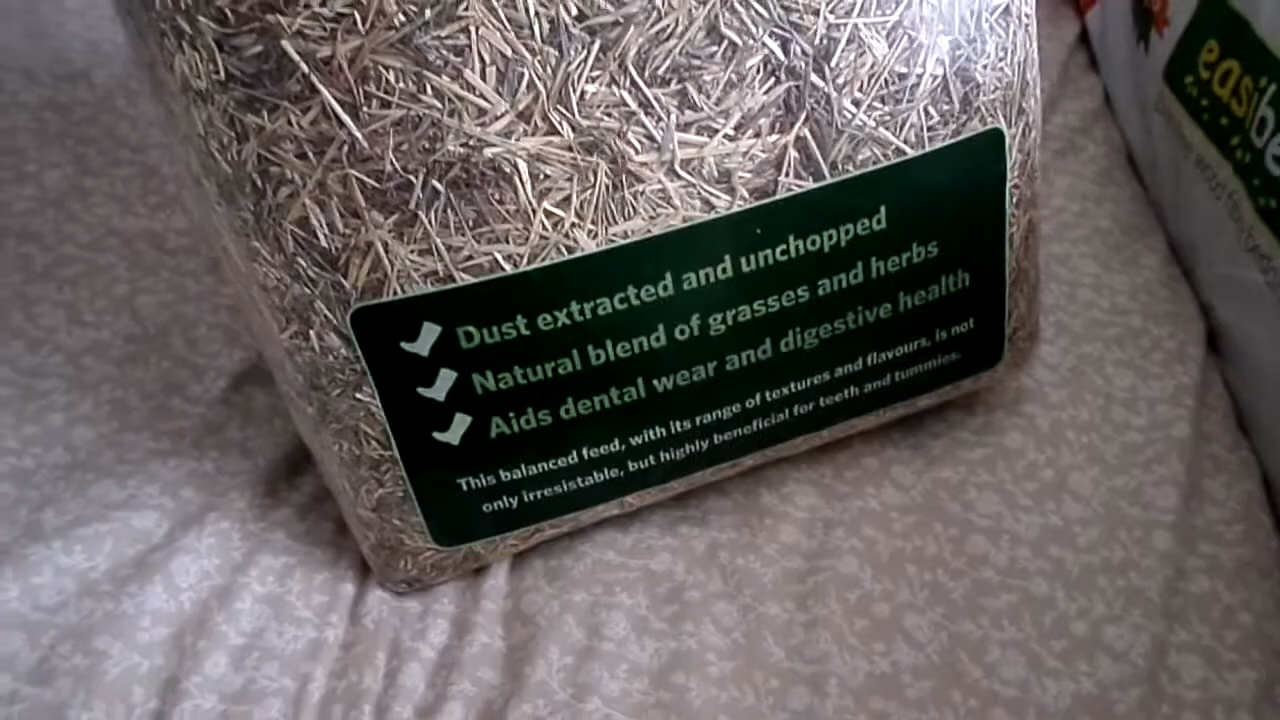 Dust extracted and unchopped
Natural blend of grasses and herbs
Aids dental wear and digestive health
This balanced feed, with its range of textures and flavours, is not
only irresistable, but highly beneficial for teeth and tummies.
easibe